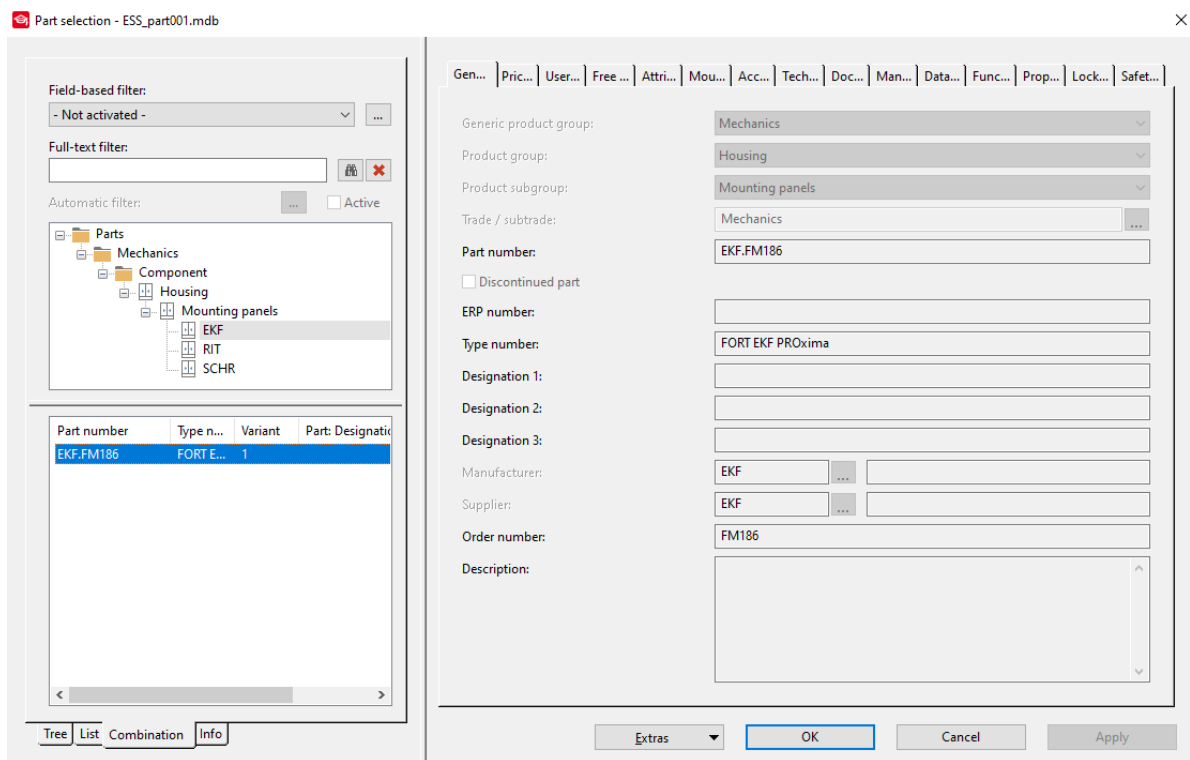 Part selection - ESS_part001.mdb
Field-based filter:
- Not activated -
...
Full-text filter:
Automatic filter:
...
Active
Parts
Mechanics
Component
Housing
Mounting panels
EKF
RIT
SCHR
Part number Type n... Variant Part: Designatio
EKF.FM186 FORT E... 1
Tree List Combination Info
Gen... Pric... User... Free ... Attri... Mou... Acc... Tech... Doc... Man... Data... Func... Prop... Lock... Safet...
Generic product group: Mechanics
Product group: Housing
Product subgroup: Mounting panels
Trade / subtrade: Mechanics ...
Part number: EKF.FM186
Discontinued part
ERP number:
Type number: FORT EKF PROxima
Designation 1:
Designation 2:
Designation 3:
Manufacturer: EKF ...
Supplier: EKF ...
Order number: FM186
Description:
Extras OK Cancel Apply